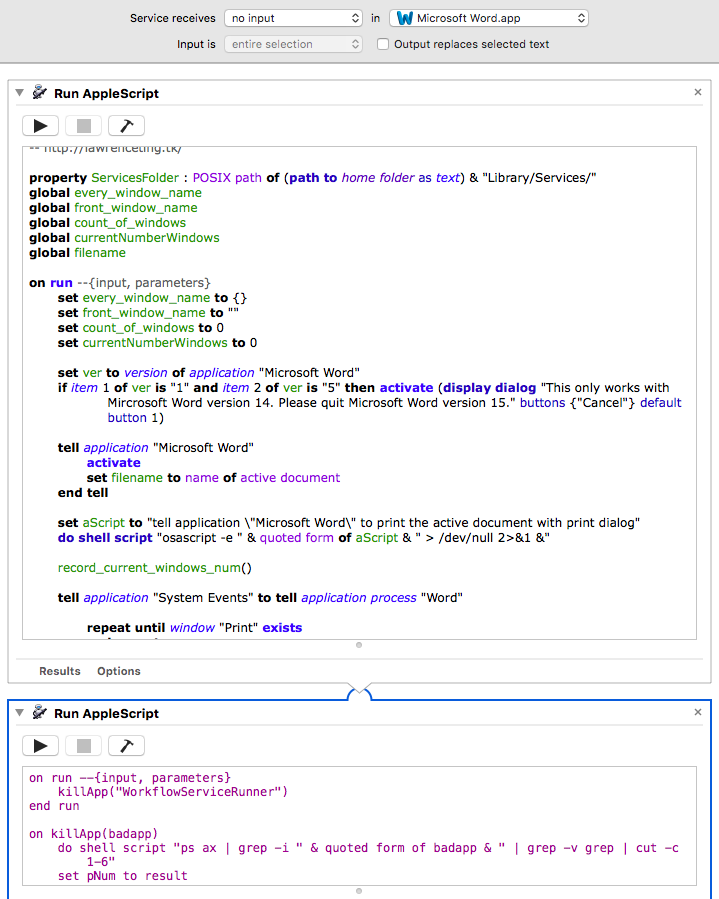 Service receives no input in Microsoft Word.app
Input is entire selection Output replaces selected text
Run AppleScript
-- http://lawrenceting.tk/
property ServicesFolder : POSIX path of (path to home folder as text) & "Library/Services/"
global every_window_name
global front_window_name
global count_of_windows
global currentNumberWindows
global filename
on run --{input, parameters}
set every_window_name to {}
set front_window_name to ""
set count_of_windows to 0
set currentNumberWindows to 0
set ver to version of application "Microsoft Word"
if item 1 of ver is "1" and item 2 of ver is "5" then activate (display dialog "This only works with
Mircrosoft Word version 14. Please quit Microsoft Word version 15." buttons {"Cancel"} default
button 1)
tell application "Microsoft Word"
activate
set filename to name of active document
end tell
set aScript to "tell application \"Microsoft Word\" to print the active document with print dialog"
do shell script "osascript -e " & quoted form of aScript & " > /dev/null 2>&1 &"
record_current_windows_num()
tell application "System Events" to tell application process "Word"
repeat until window "Print" exists
Results Options
Run AppleScript
on run --{input, parameters}
killApp("WorkflowServiceRunner")
end run
on killApp(badapp)
do shell script "ps ax | grep -i " & quoted form of badapp & " | grep -v grep | cut -c
1-6"
set pNum to result